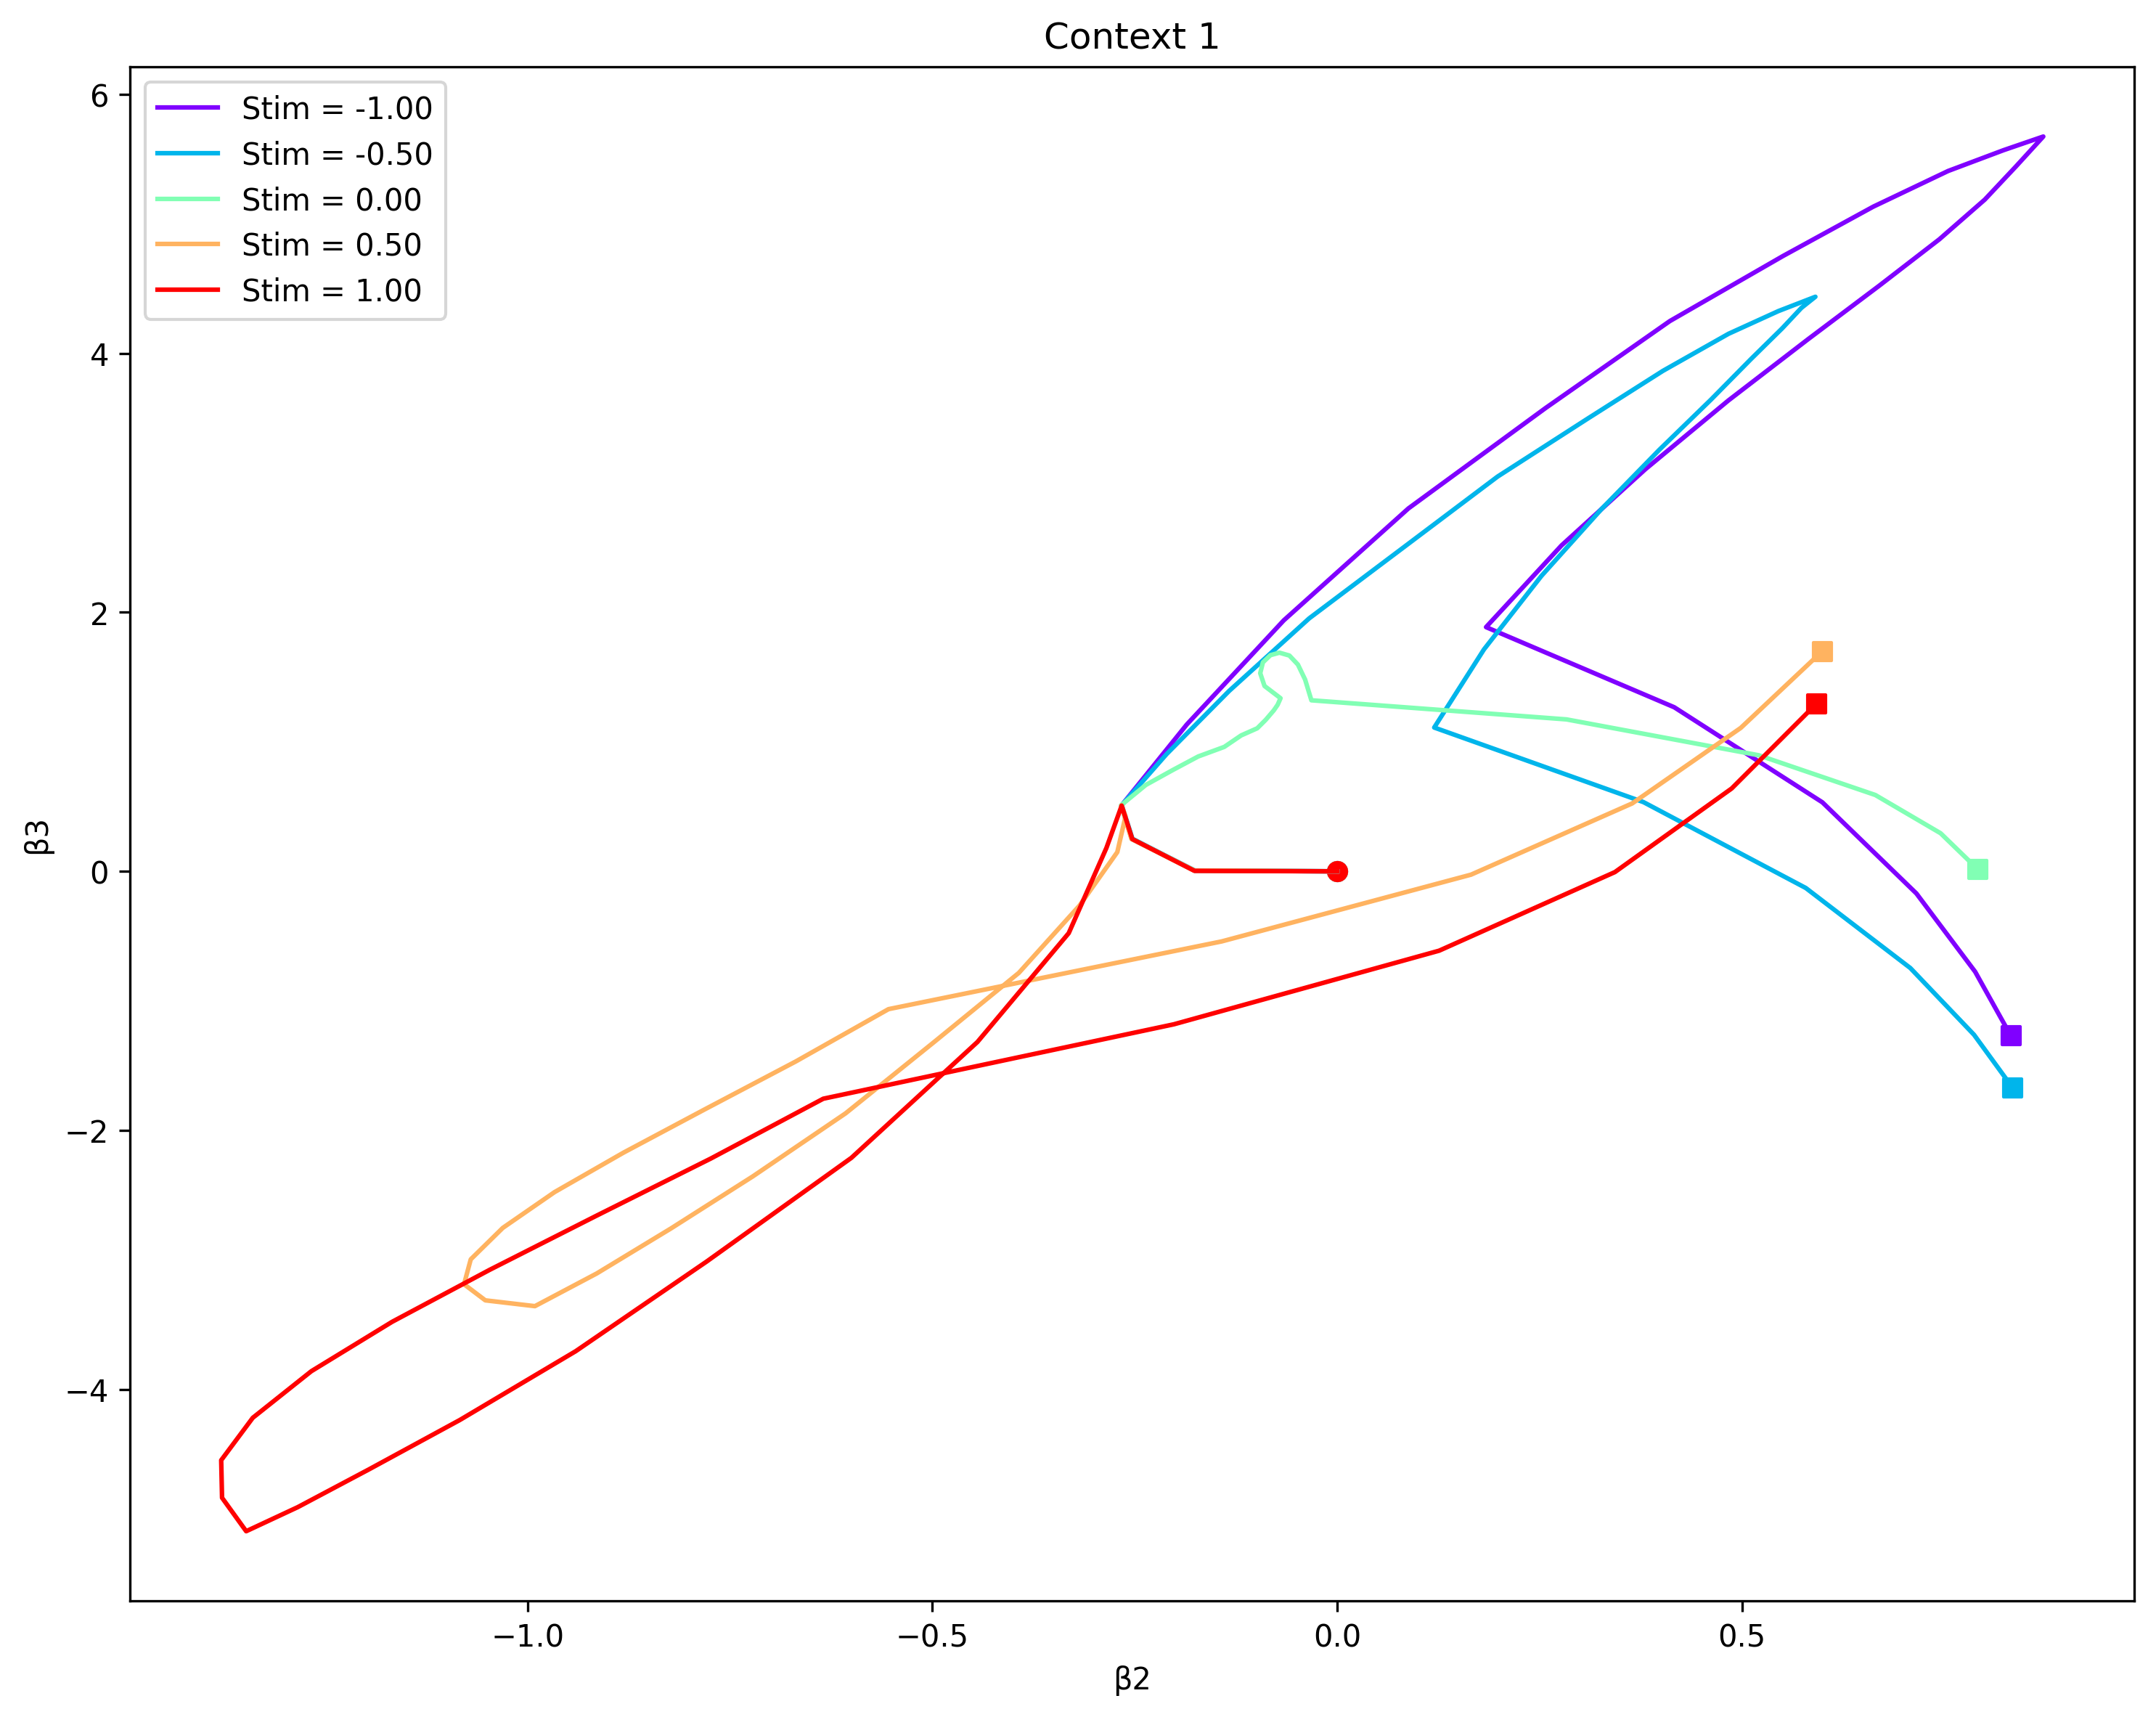 Context 1
6
4
2
0
−2
−4
β3
Stim = -1.00
Stim = -0.50
Stim = 0.00
Stim = 0.50
Stim = 1.00
−1.0 −0.5 0.0 0.5
β2